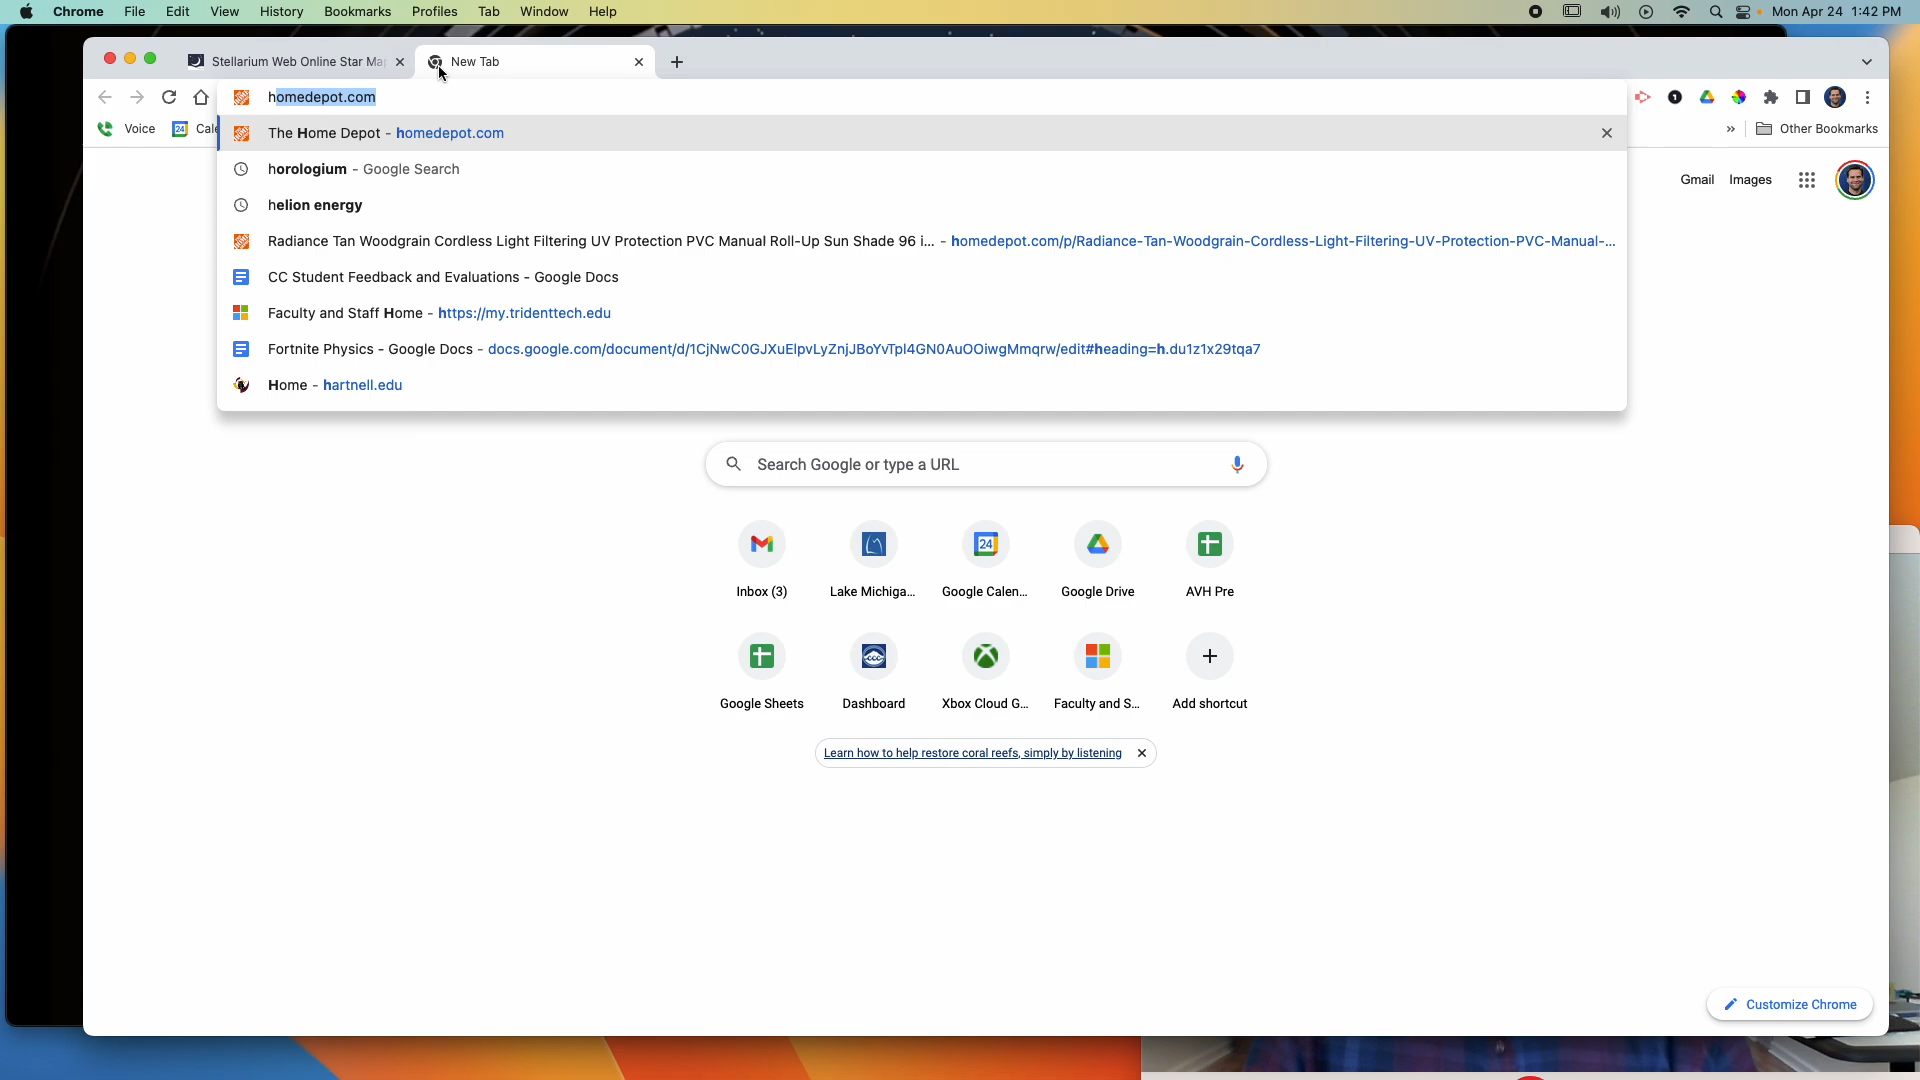 Chrome File Edit View History Bookmarks Profiles Tab Window Help Mon Apr 24 1:42 PM
Stellarium Web Online Star Ma New Tab
homedepot.com
Voice 24 Cale Other Bookmarks
The Home Depot - homedepot.com
horologium - Google Search
Gmail Images
helion energy
Radiance Tan Woodgrain Cordless Light Filtering UV Protection PVC Manual Roll-Up Sun Shade 96 i... - homedepot.com/p/Radiance-Tan-Woodgrain-Cordless-Light-Filtering-UV-Protection-PVC-Manual-...
CC Student Feedback and Evaluations - Google Docs
Faculty and Staff Home - https://my.tridenttech.edu
Fortnite Physics - Google Docs - docs.google.com/document/d/1CjNwC0GJXuElpvLyZnjJBoYvTpl4GN0AuOOiwgMmqrw/edit#heading=h.du1z1x29tqa7
Home - hartnell.edu
Search Google or type a URL
24
Inbox (3) Lake Michiga... Google Calen... Google Drive AVH Pre
Google Sheets Dashboard Xbox Cloud G... Faculty and S... Add shortcut
Learn how to help restore coral reefs, simply by listening
Customize Chrome